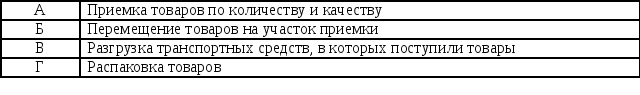 А Приемка товаров по количеству и качеству
Б Перемещение товаров на участок приемки
В Разгрузка транспортных средств, в которых поступили товары
Г Распаковка товаров